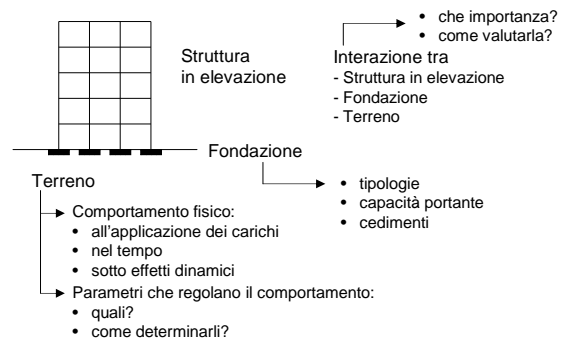 Struttura
in elevazione
• che importanza?
• come valutarla?
Interazione tra
- Struttura in elevazione
- Fondazione
- Terreno
Fondazione
• tipologie
• capacità portante
• cedimenti
Terreno
Comportamento fisico:
• all'applicazione dei carichi
• nel tempo
• sotto effetti dinamici
Parametri che regolano il comportamento:
• quali?
• come determinarli?